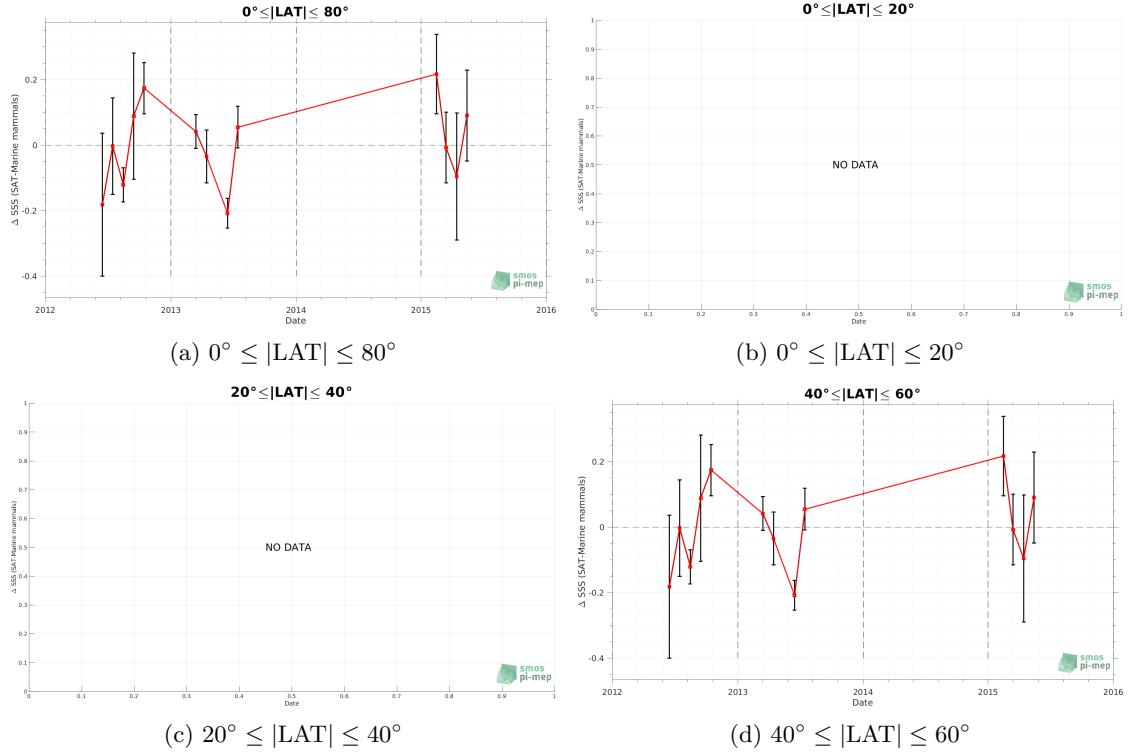 0°≤|LAT|≤ 80°
Δ SSS (SAT-Marine mammals)
0.2
0
-0.2
-0.4
2012 2013 2014 2015 2016
Date
smos
pi-mep
(a) 0° ≤ |LAT| ≤ 80°
0°≤|LAT|≤ 20°
Δ SSS (SAT-Marine mammals)
1
0.9
0.8
0.7
0.6
0.5
0.4
0.3
0.2
0.1
0
NO DATA
0 0.1 0.2 0.3 0.4 0.5 0.6 0.7 0.8 0.9 1
Date
smos
pi-mep
(b) 0° ≤ |LAT| ≤ 20°
20°≤|LAT|≤ 40°
Δ SSS (SAT-Marine mammals)
1
0.9
0.8
0.7
0.6
0.5
0.4
0.3
0.2
0.1
0
NO DATA
0 0.1 0.2 0.3 0.4 0.5 0.6 0.7 0.8 0.9 1
Date
smos
pi-mep
(c) 20° ≤ |LAT| ≤ 40°
40°≤|LAT|≤ 60°
Δ SSS (SAT-Marine mammals)
0.2
0
-0.2
-0.4
2012 2013 2014 2015 2016
Date
smos
pi-mep
(d) 40° ≤ |LAT| ≤ 60°